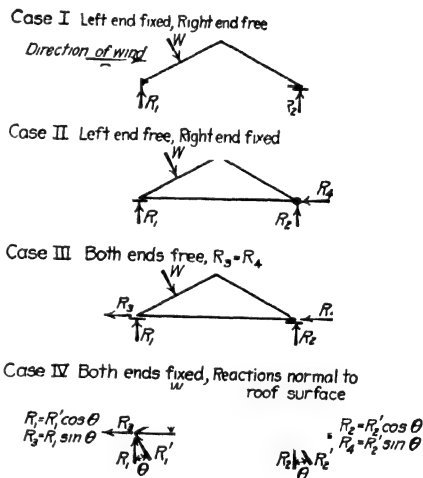 Case I Left end fixed, Right end free
W
Direction of wind
R₁
R₂
Case II Left end free, Right end fixed
W
R₄
R₁
R₂
Case III Both ends free, R₃=R₄
W
R₃
R.
R₁
R₂
Case IV Both ends fixed, Reactions normal to
W
roof surface
R₁=R₁'cos θ
R₃=R₁'sin θ
R₃
R₁
R₁'
θ
R₂=R₂'cos θ
R₄=R₂'sin θ
R₂
R₂'
θ